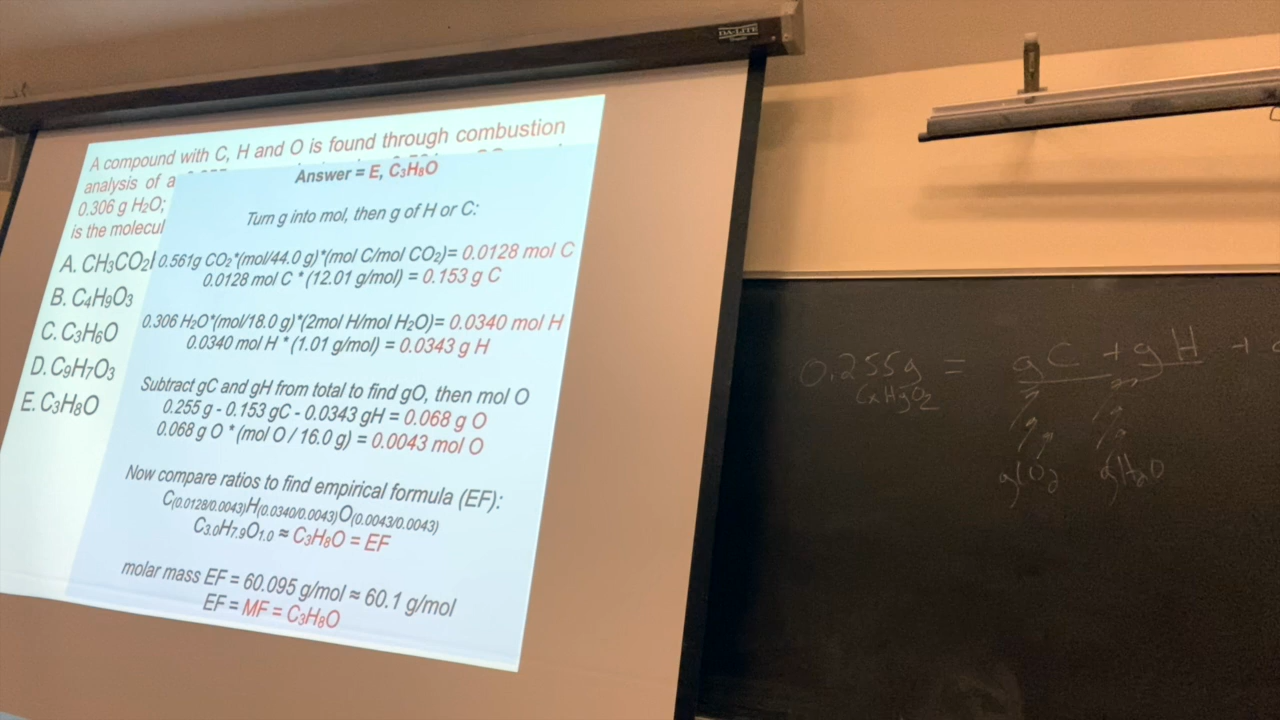 DA-LITE
A compound with C, H and O is found through combustion
analysis of a
0.306 g H₂O;
is the molecul
A. CH₃CO₂
B. C₄H₉O₃
C. C₃H₆O
D. C₉H₇O₃
E. C₃H₈O
Answer = E, C₃H₈O
Turn g into mol, then g of H or C:
0.561g CO₂*(mol/44.0 g)*(mol C/mol CO₂)= 0.0128 mol C
0.0128 mol C * (12.01 g/mol) = 0.153 g C
0.306 H₂O*(mol/18.0 g)*(2mol H/mol H₂O)= 0.0340 mol H
0.0340 mol H * (1.01 g/mol) = 0.0343 g H
Subtract gC and gH from total to find gO, then mol O
0.255 g - 0.153 gC - 0.0343 gH = 0.068 g O
0.068 g O * (mol O / 16.0 g) = 0.0043 mol O
Now compare ratios to find empirical formula (EF):
C(0.0128/0.0043)H(0.0340/0.0043)O(0.0043/0.0043)
C₃.₀H₇.₉O₁.₀ ≈ C₃H₈O = EF
molar mass EF = 60.095 g/mol ≈ 60.1 g/mol
EF = MF = C₃H₈O
0.255g = gC + gH +
CxHyOz
gCO₂ gH₂O